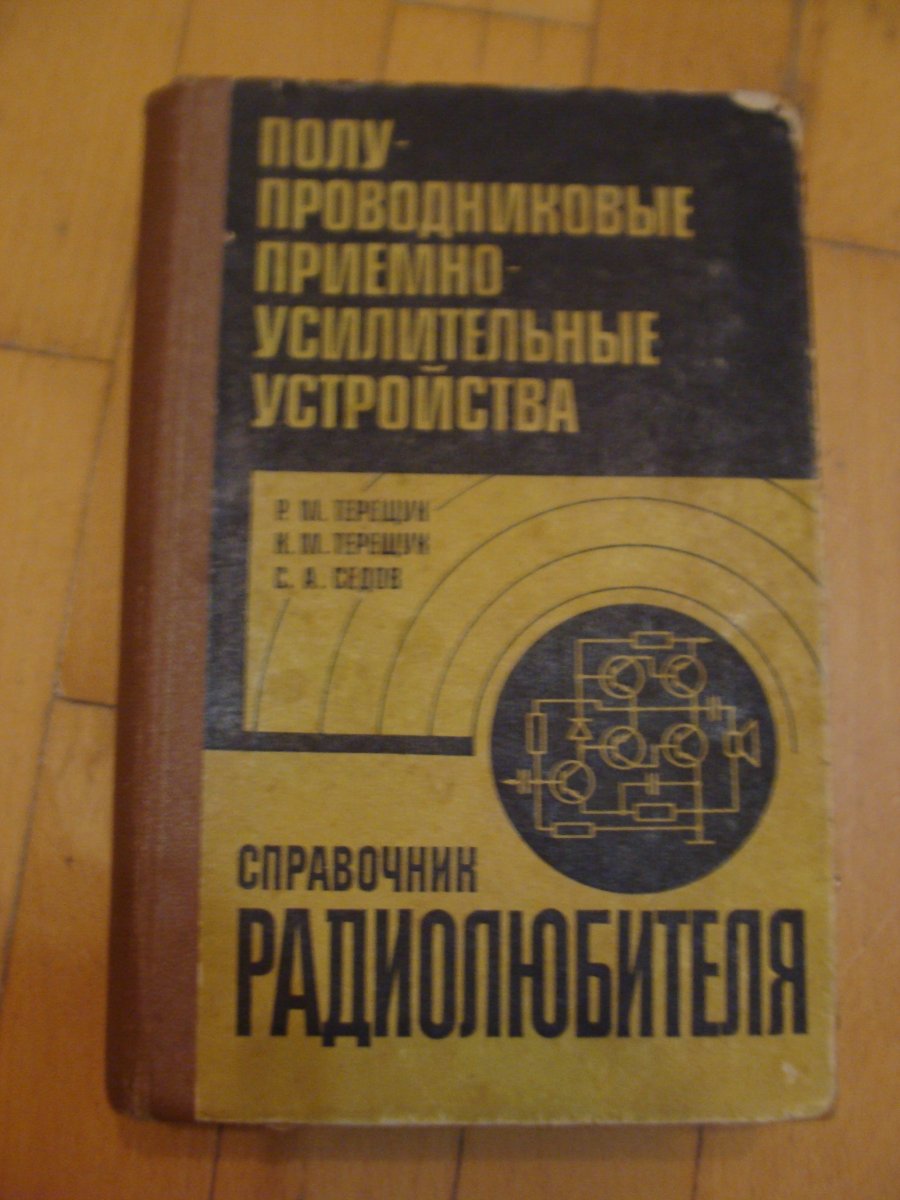 ПОЛУ-
ПРОВОДНИКОВЫЕ
ПРИЕМНО-
УСИЛИТЕЛЬНЫЕ
УСТРОЙСТВА
Р. М. ТЕРЕЩУК
К. М. ТЕРЕЩУК
С. А. СЕДОВ
СПРАВОЧНИК
РАДИОЛЮБИТЕЛЯ